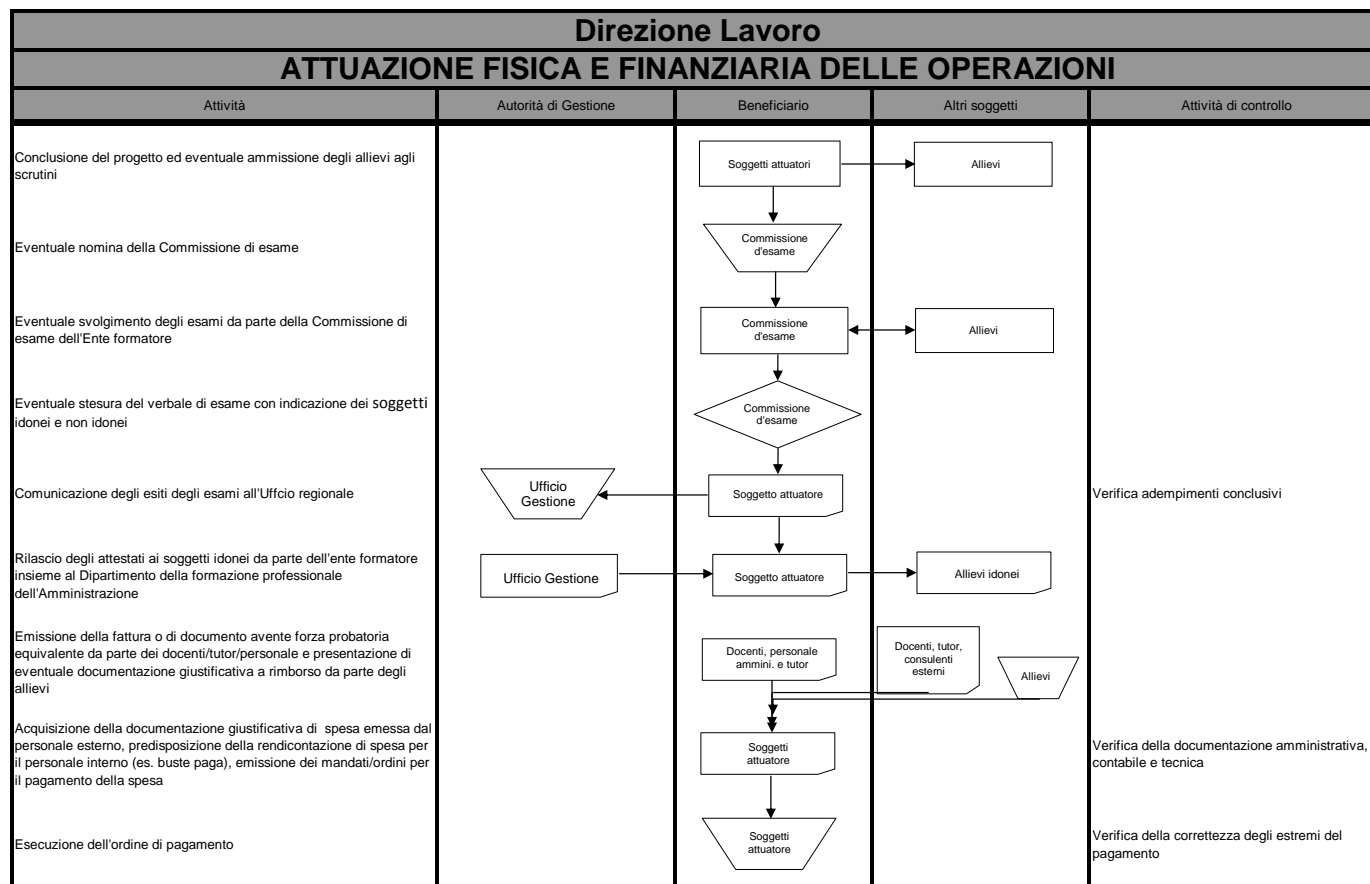 Direzione Lavoro
ATTUAZIONE FISICA E FINANZIARIA DELLE OPERAZIONI
Attività
Autorità di Gestione
Beneficiario
Altri soggetti
Attività di controllo
Conclusione del progetto ed eventuale ammissione degli allievi agli
scrutini
Soggetti attuatori
Allievi
Eventuale nomina della Commissione di esame
Commissione
d'esame
Eventuale svolgimento degli esami da parte della Commissione di
esame dell'Ente formatore
Commissione
d'esame
Allievi
Eventuale stesura del verbale di esame con indicazione dei soggetti
idonei e non idonei
Commissione
d'esame
Comunicazione degli esiti degli esami all'Uffcio regionale
Ufficio
Gestione
Soggetto attuatore
Verifica adempimenti conclusivi
Rilascio degli attestati ai soggetti idonei da parte dell'ente formatore
insieme al Dipartimento della formazione professionale
dell'Amministrazione
Ufficio Gestione
Soggetto attuatore
Allievi idonei
Emissione della fattura o di documento avente forza probatoria
equivalente da parte dei docenti/tutor/personale e presentazione di
eventuale documentazione giustificativa a rimborso da parte degli
allievi
Docenti, personale
ammini. e tutor
Docenti, tutor,
consulenti
esterni
Allievi
Acquisizione della documentazione giustificativa di spesa emessa dal
personale esterno, predisposizione della rendicontazione di spesa per
il personale interno (es. buste paga), emissione dei mandati/ordini per
il pagamento della spesa
Soggetti
attuatore
Verifica della documentazione amministrativa,
contabile e tecnica
Esecuzione dell'ordine di pagamento
Soggetti
attuatore
Verifica della correttezza degli estremi del
pagamento